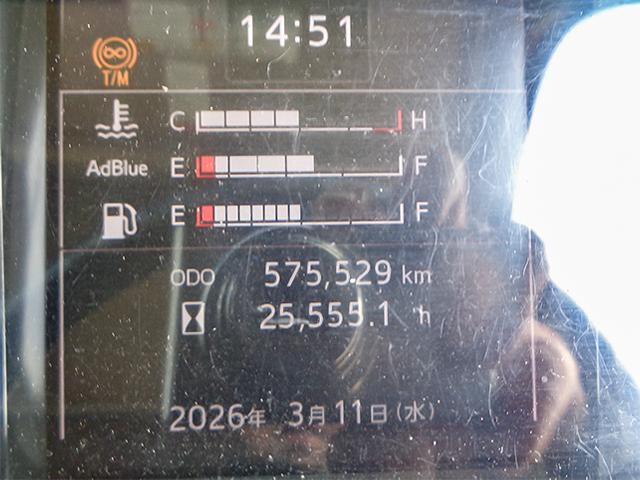 14:51
T/M
C H
AdBlue E F
E F
ODO 575,529 km
25,555.1 h
2026年 3月11日(水)